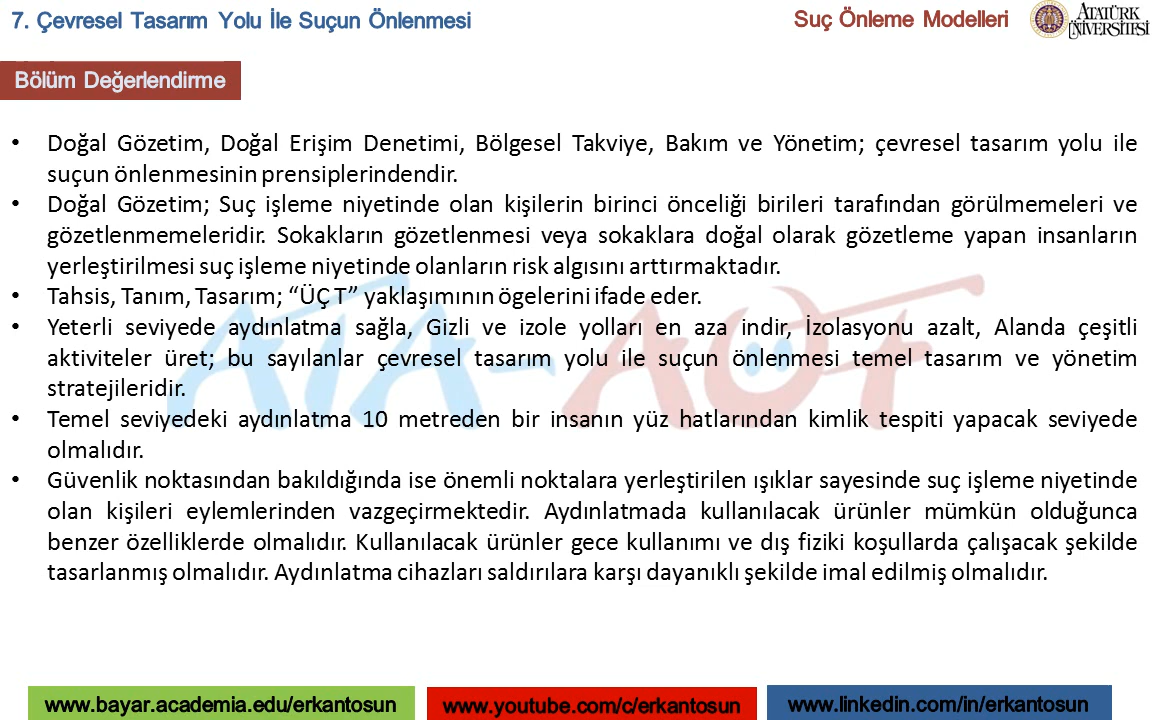 7. Çevresel Tasarım Yolu İle Suçun Önlenmesi
Suç Önleme Modelleri
ATATÜRK
ÜNİVERSİTESİ
Bölüm Değerlendirme
• Doğal Gözetim, Doğal Erişim Denetimi, Bölgesel Takviye, Bakım ve Yönetim; çevresel tasarım yolu ile
suçun önlenmesinin prensiplerindendir.
• Doğal Gözetim; Suç işleme niyetinde olan kişilerin birinci önceliği birileri tarafından görülmemeleri ve
gözetlenmemeleridir. Sokakların gözetlenmesi veya sokaklara doğal olarak gözetleme yapan insanların
yerleştirilmesi suç işleme niyetinde olanların risk algısını arttırmaktadır.
• Tahsis, Tanım, Tasarım; “ÜÇ T” yaklaşımının ögelerini ifade eder.
• Yeterli seviyede aydınlatma sağla, Gizli ve izole yolları en aza indir, İzolasyonu azalt, Alanda çeşitli
aktiviteler üret; bu sayılanlar çevresel tasarım yolu ile suçun önlenmesi temel tasarım ve yönetim
stratejileridir.
• Temel seviyedeki aydınlatma 10 metreden bir insanın yüz hatlarından kimlik tespiti yapacak seviyede
olmalıdır.
• Güvenlik noktasından bakıldığında ise önemli noktalara yerleştirilen ışıklar sayesinde suç işleme niyetinde
olan kişileri eylemlerinden vazgeçirmektedir. Aydınlatmada kullanılacak ürünler mümkün olduğunca
benzer özelliklerde olmalıdır. Kullanılacak ürünler gece kullanımı ve dış fiziki koşullarda çalışacak şekilde
tasarlanmış olmalıdır. Aydınlatma cihazları saldırılara karşı dayanıklı şekilde imal edilmiş olmalıdır.
ATA-AÖF
www.bayar.academia.edu/erkantosun
www.youtube.com/c/erkantosun
www.linkedin.com/in/erkantosun